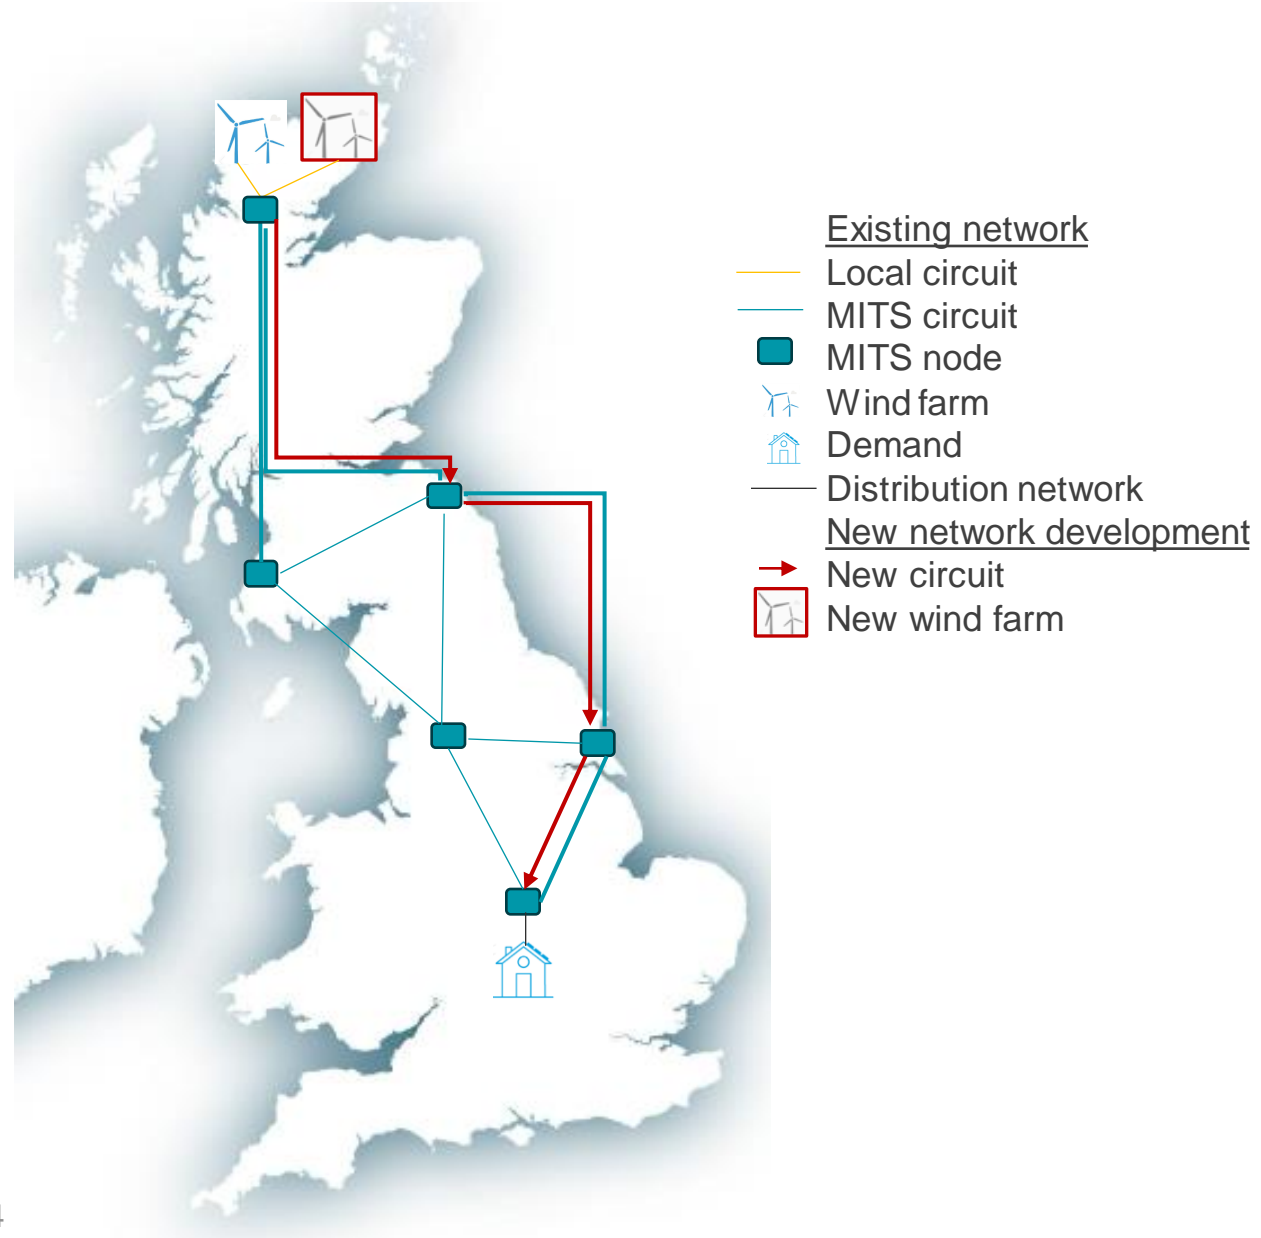 Existing network
Local circuit
MITS circuit
MITS node
Wind farm
Demand
Distribution network
New network development
New circuit
New wind farm